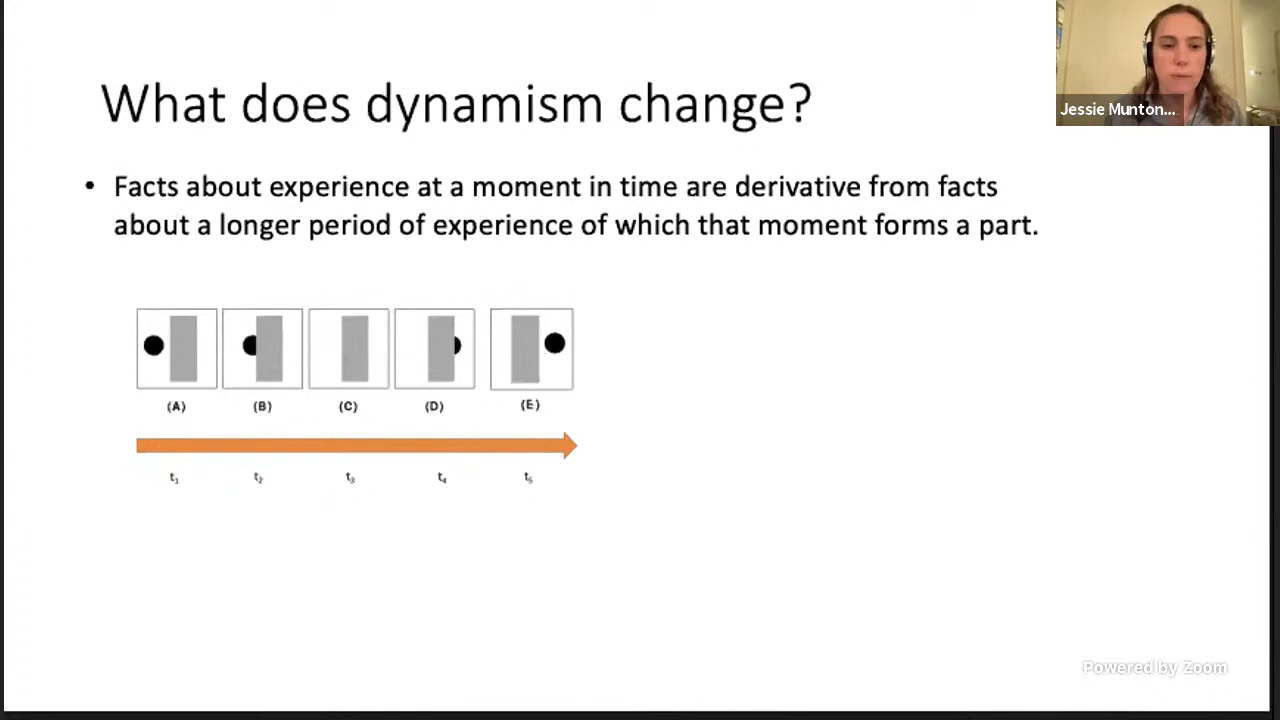 What does dynamism change?
Jessie Munton...
• Facts about experience at a moment in time are derivative from facts
about a longer period of experience of which that moment forms a part.
(A) (B) (C) (D) (E)
t₁ t₂ t₃ t₄ t₅
Powered by Zoom